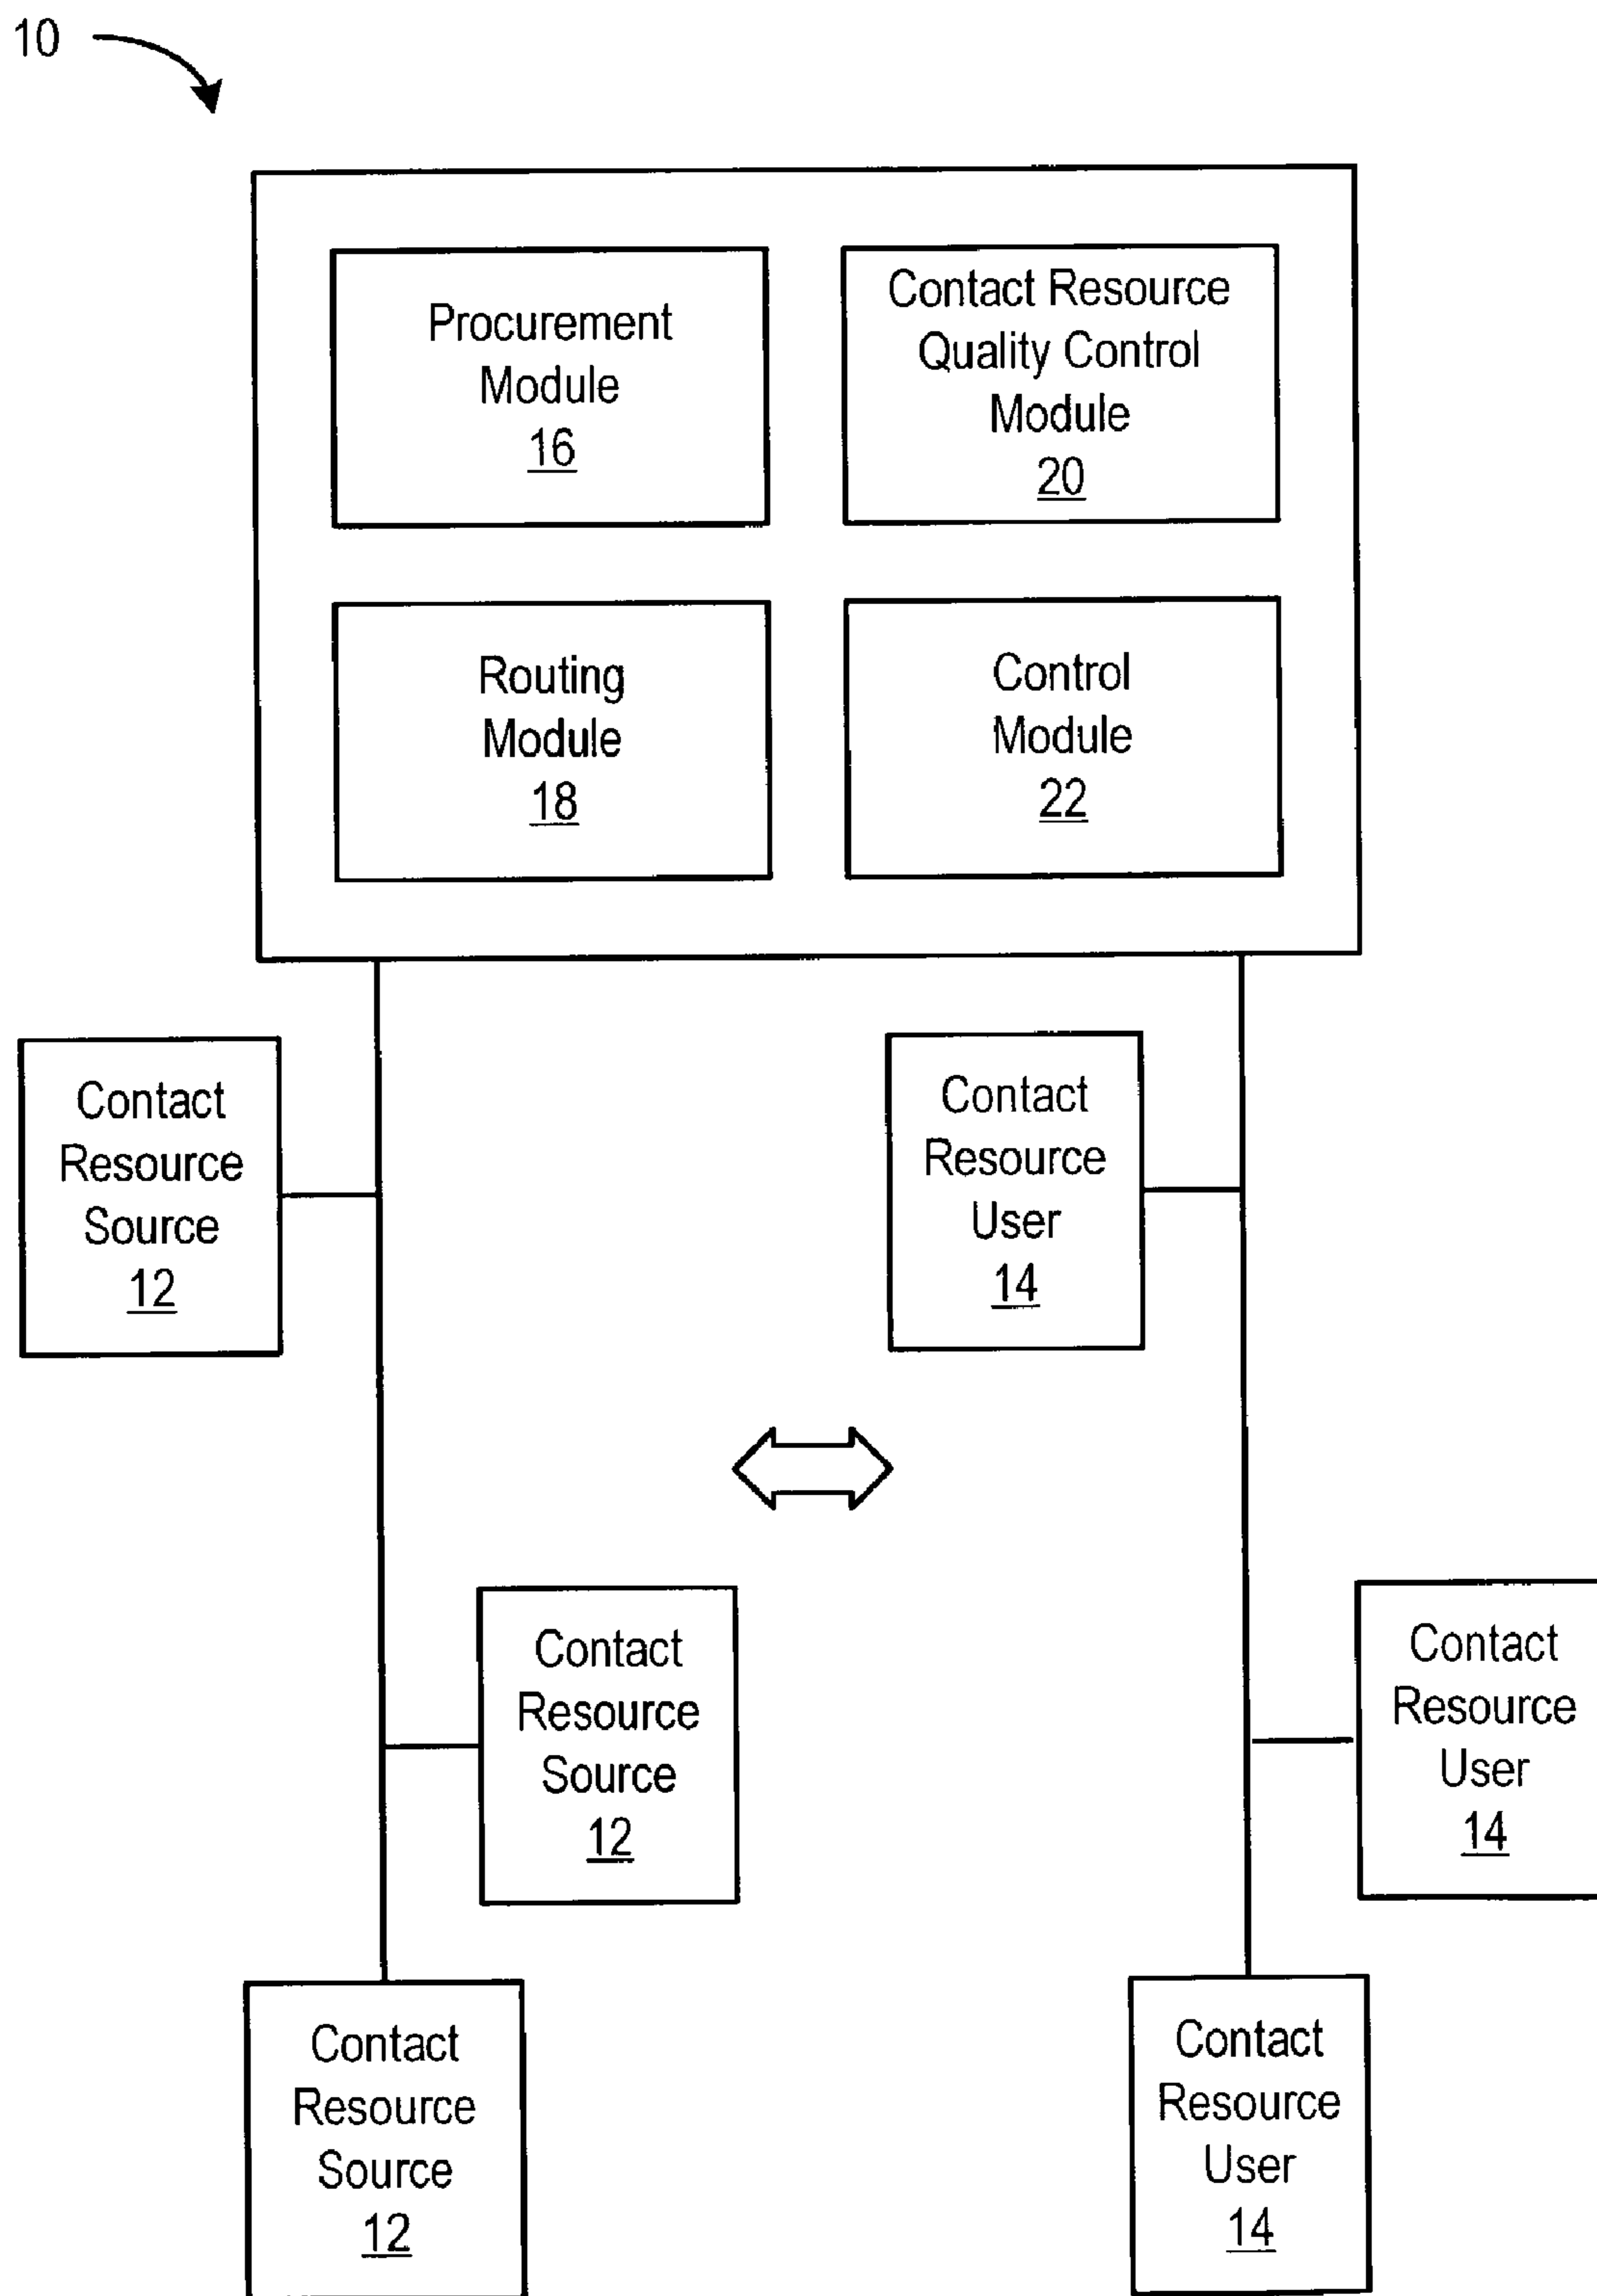 10
Procurement
Module
16
Contact Resource
Quality Control
Module
20
Routing
Module
18
Control
Module
22
Contact
Resource
Source
12
Contact
Resource
User
14
Contact
Resource
Source
12
Contact
Resource
User
14
Contact
Resource
Source
12
Contact
Resource
User
14